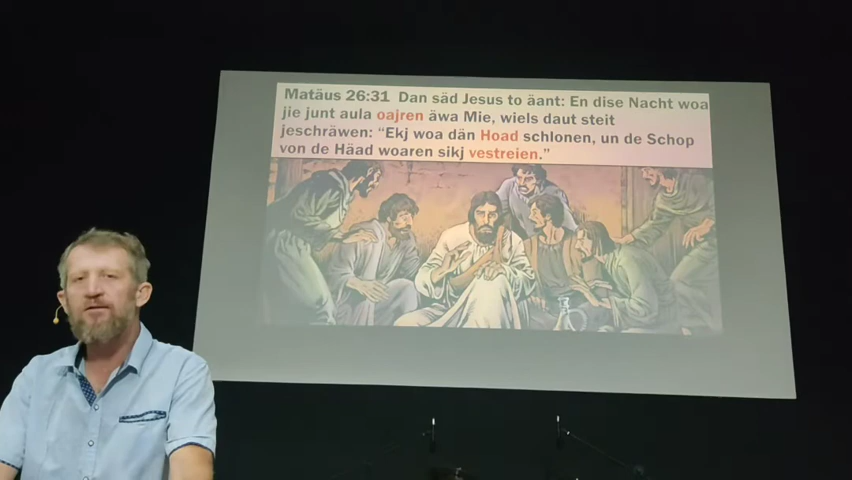 Matäus 26:31 Dan säd Jesus to äant: En dise Nacht woa
jie junt aula oajren äwa Mie, wiels daut steit
jeschräwen: “Ekj woa dän Hoad schlonen, un de Schop
von de Häad woaren sikj vestreien.”